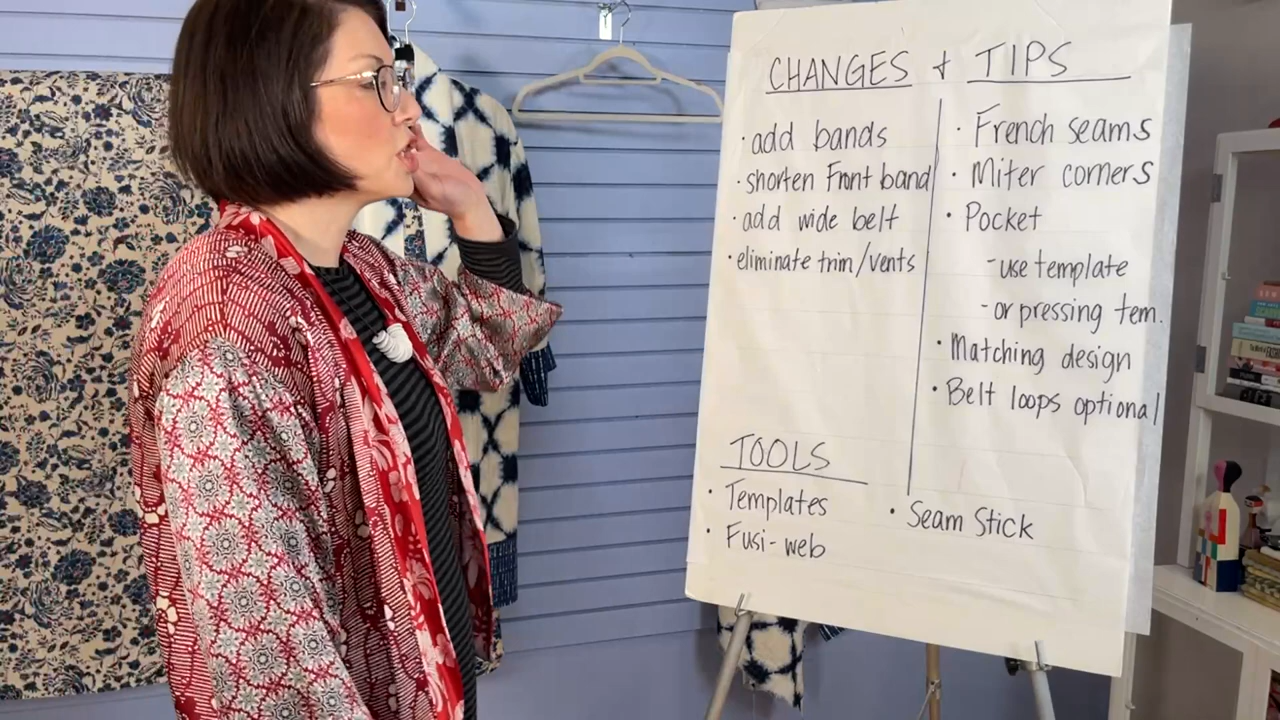 CHANGES & TIPS
· add bands
· shorten Front band
· add wide belt
· eliminate trim/vents
· French seams
· Miter corners
· Pocket
- use template
- or pressing tem.
· Matching design
· Belt loops optional
TOOLS
· Templates
· Fusi-web
· Seam Stick